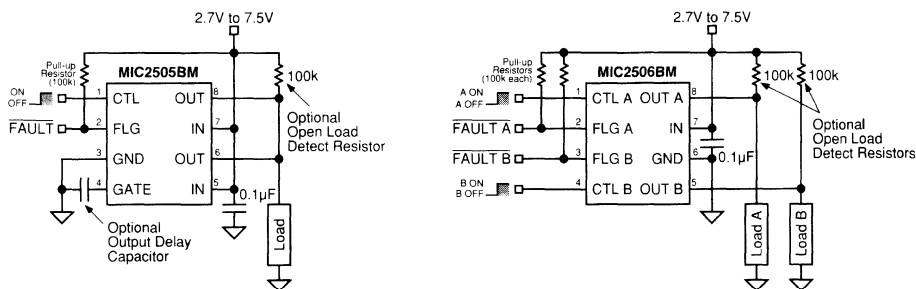 2.7V to 7.5V
Pull-up
Resistor
(100k)
MIC2505BM
100k
ON
OFF
1 CTL OUT 8
FAULT
2 FLG IN 7
3 GND OUT 6
4 GATE IN 5
Optional
Open Load
Detect Resistor
0.1µF
Load
Optional
Output Delay
Capacitor
2.7V to 7.5V
Pull-up
Resistors
(100k each)
MIC2506BM
100k
100k
A ON
A OFF
1 CTL A OUT A 8
FAULT A
2 FLG A IN 7
FAULT B
3 FLG B GND 6
B ON
B OFF
4 CTL B OUT B 5
0.1µF
Optional
Open Load
Detect Resistors
Load A
Load B